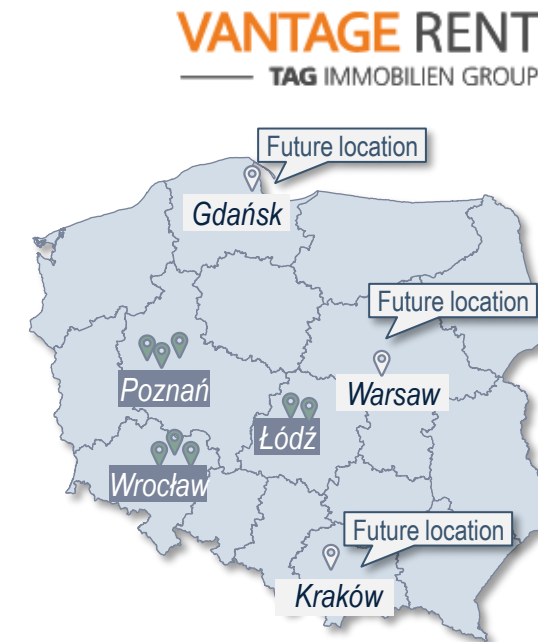 VANTAGE RENT
TAG IMMOBILIEN GROUP
Future location
Gdańsk
Future location
Poznań
Warsaw
Łódź
Wrocław
Future location
Kraków